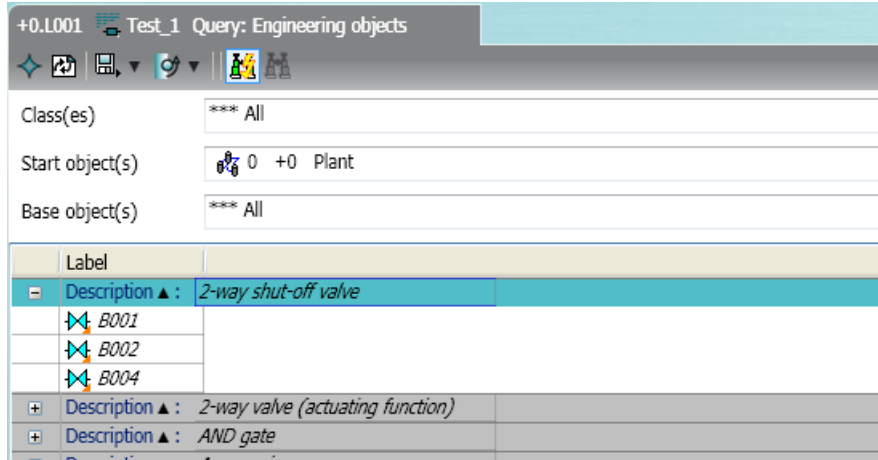 +0.L001 Test_1 Query: Engineering objects
Class(es) *** All
Start object(s) 0 +0 Plant
Base object(s) *** All
Label
Description ▲ : 2-way shut-off valve
B001
B002
B004
Description ▲ : 2-way valve (actuating function)
Description ▲ : AND gate